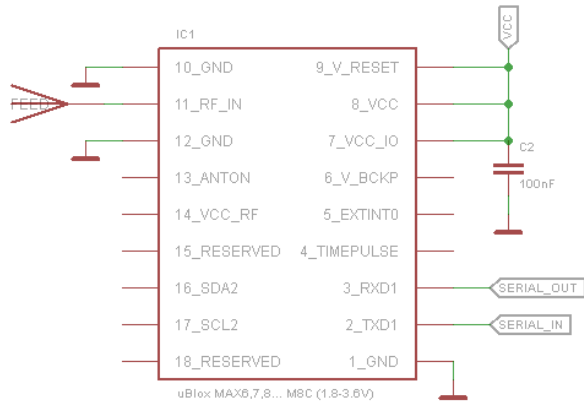 IC1
VCC
10_GND 9_V_RESET
FEED 11_RF_IN 8_VCC
12_GND 7_VCC_IO
C2
100nF
13_ANTON 6_V_BCKP
14_VCC_RF 5_EXTINT0
15_RESERVED 4_TIMEPULSE
16_SDA2 3_RXD1 SERIAL_OUT
17_SCL2 2_TXD1 SERIAL_IN
18_RESERVED 1_GND
uBlox MAX6,7,8... M8C (1.8-3.6V)